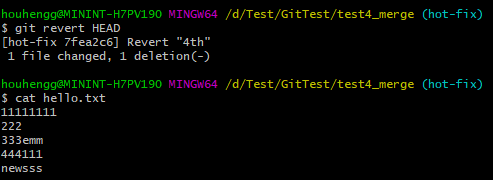 houhengg@MININT-H7PV190 MINGW64 /d/Test/GitTest/test4_merge (hot-fix)
$ git revert HEAD
[hot-fix 7fea2c6] Revert "4th"
 1 file changed, 1 deletion(-)
houhengg@MININT-H7PV190 MINGW64 /d/Test/GitTest/test4_merge (hot-fix)
$ cat hello.txt
11111111
222
333emm
444111
newsss